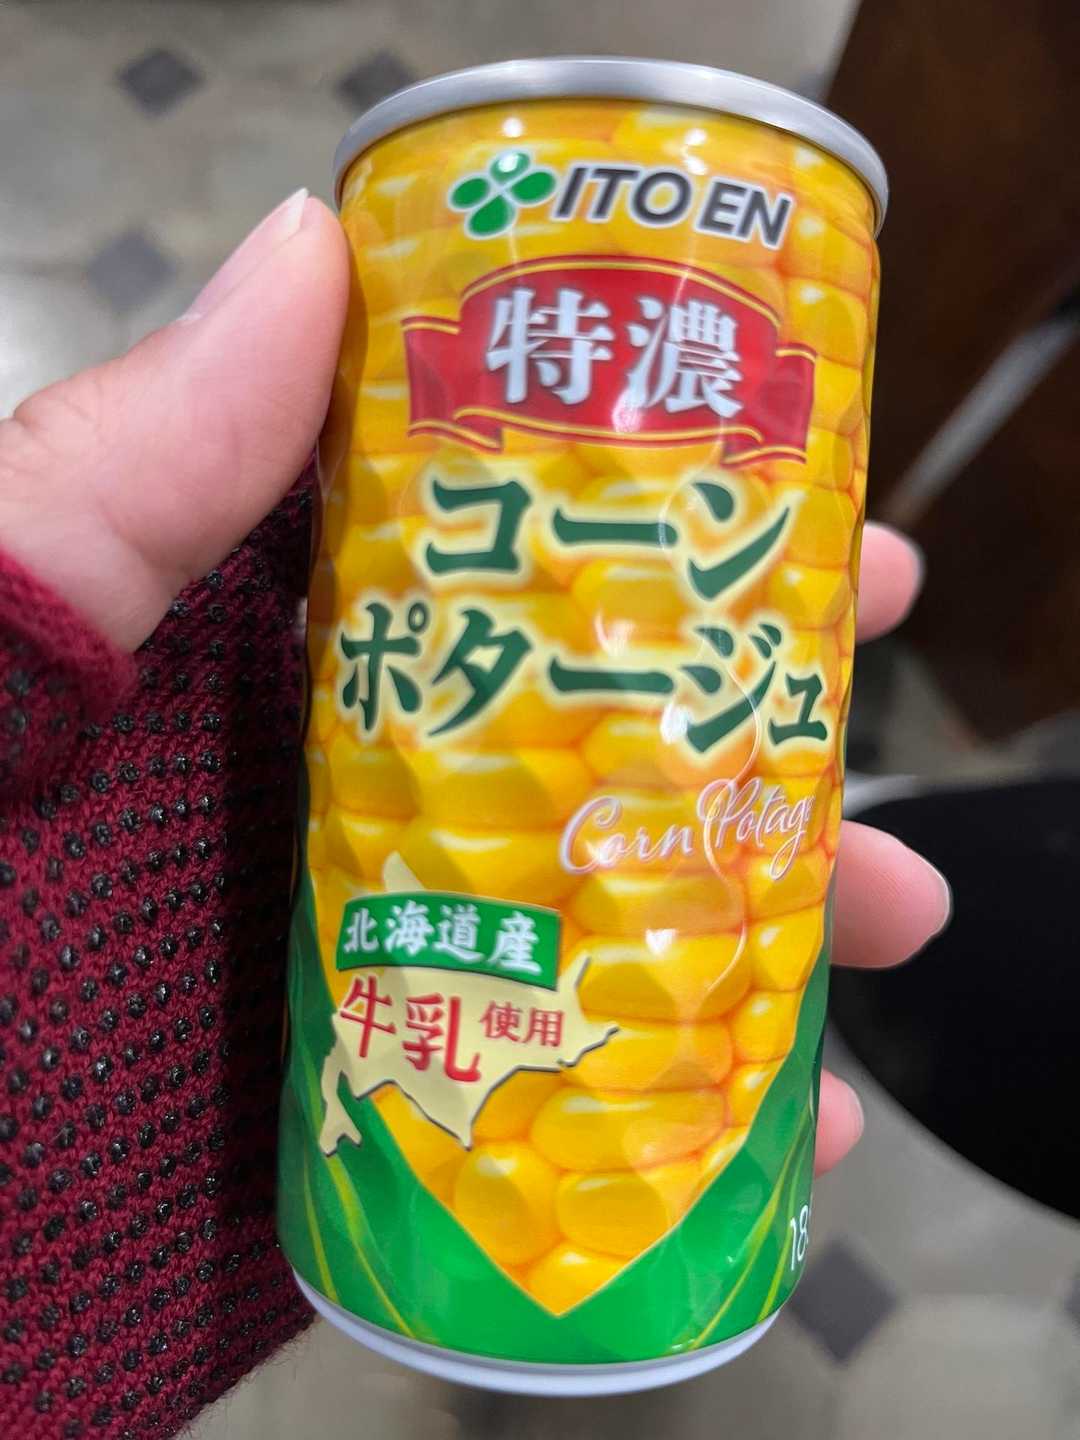 ITO EN
特濃
コーン
ポタージュ
Corn Potage
北海道産
牛乳使用